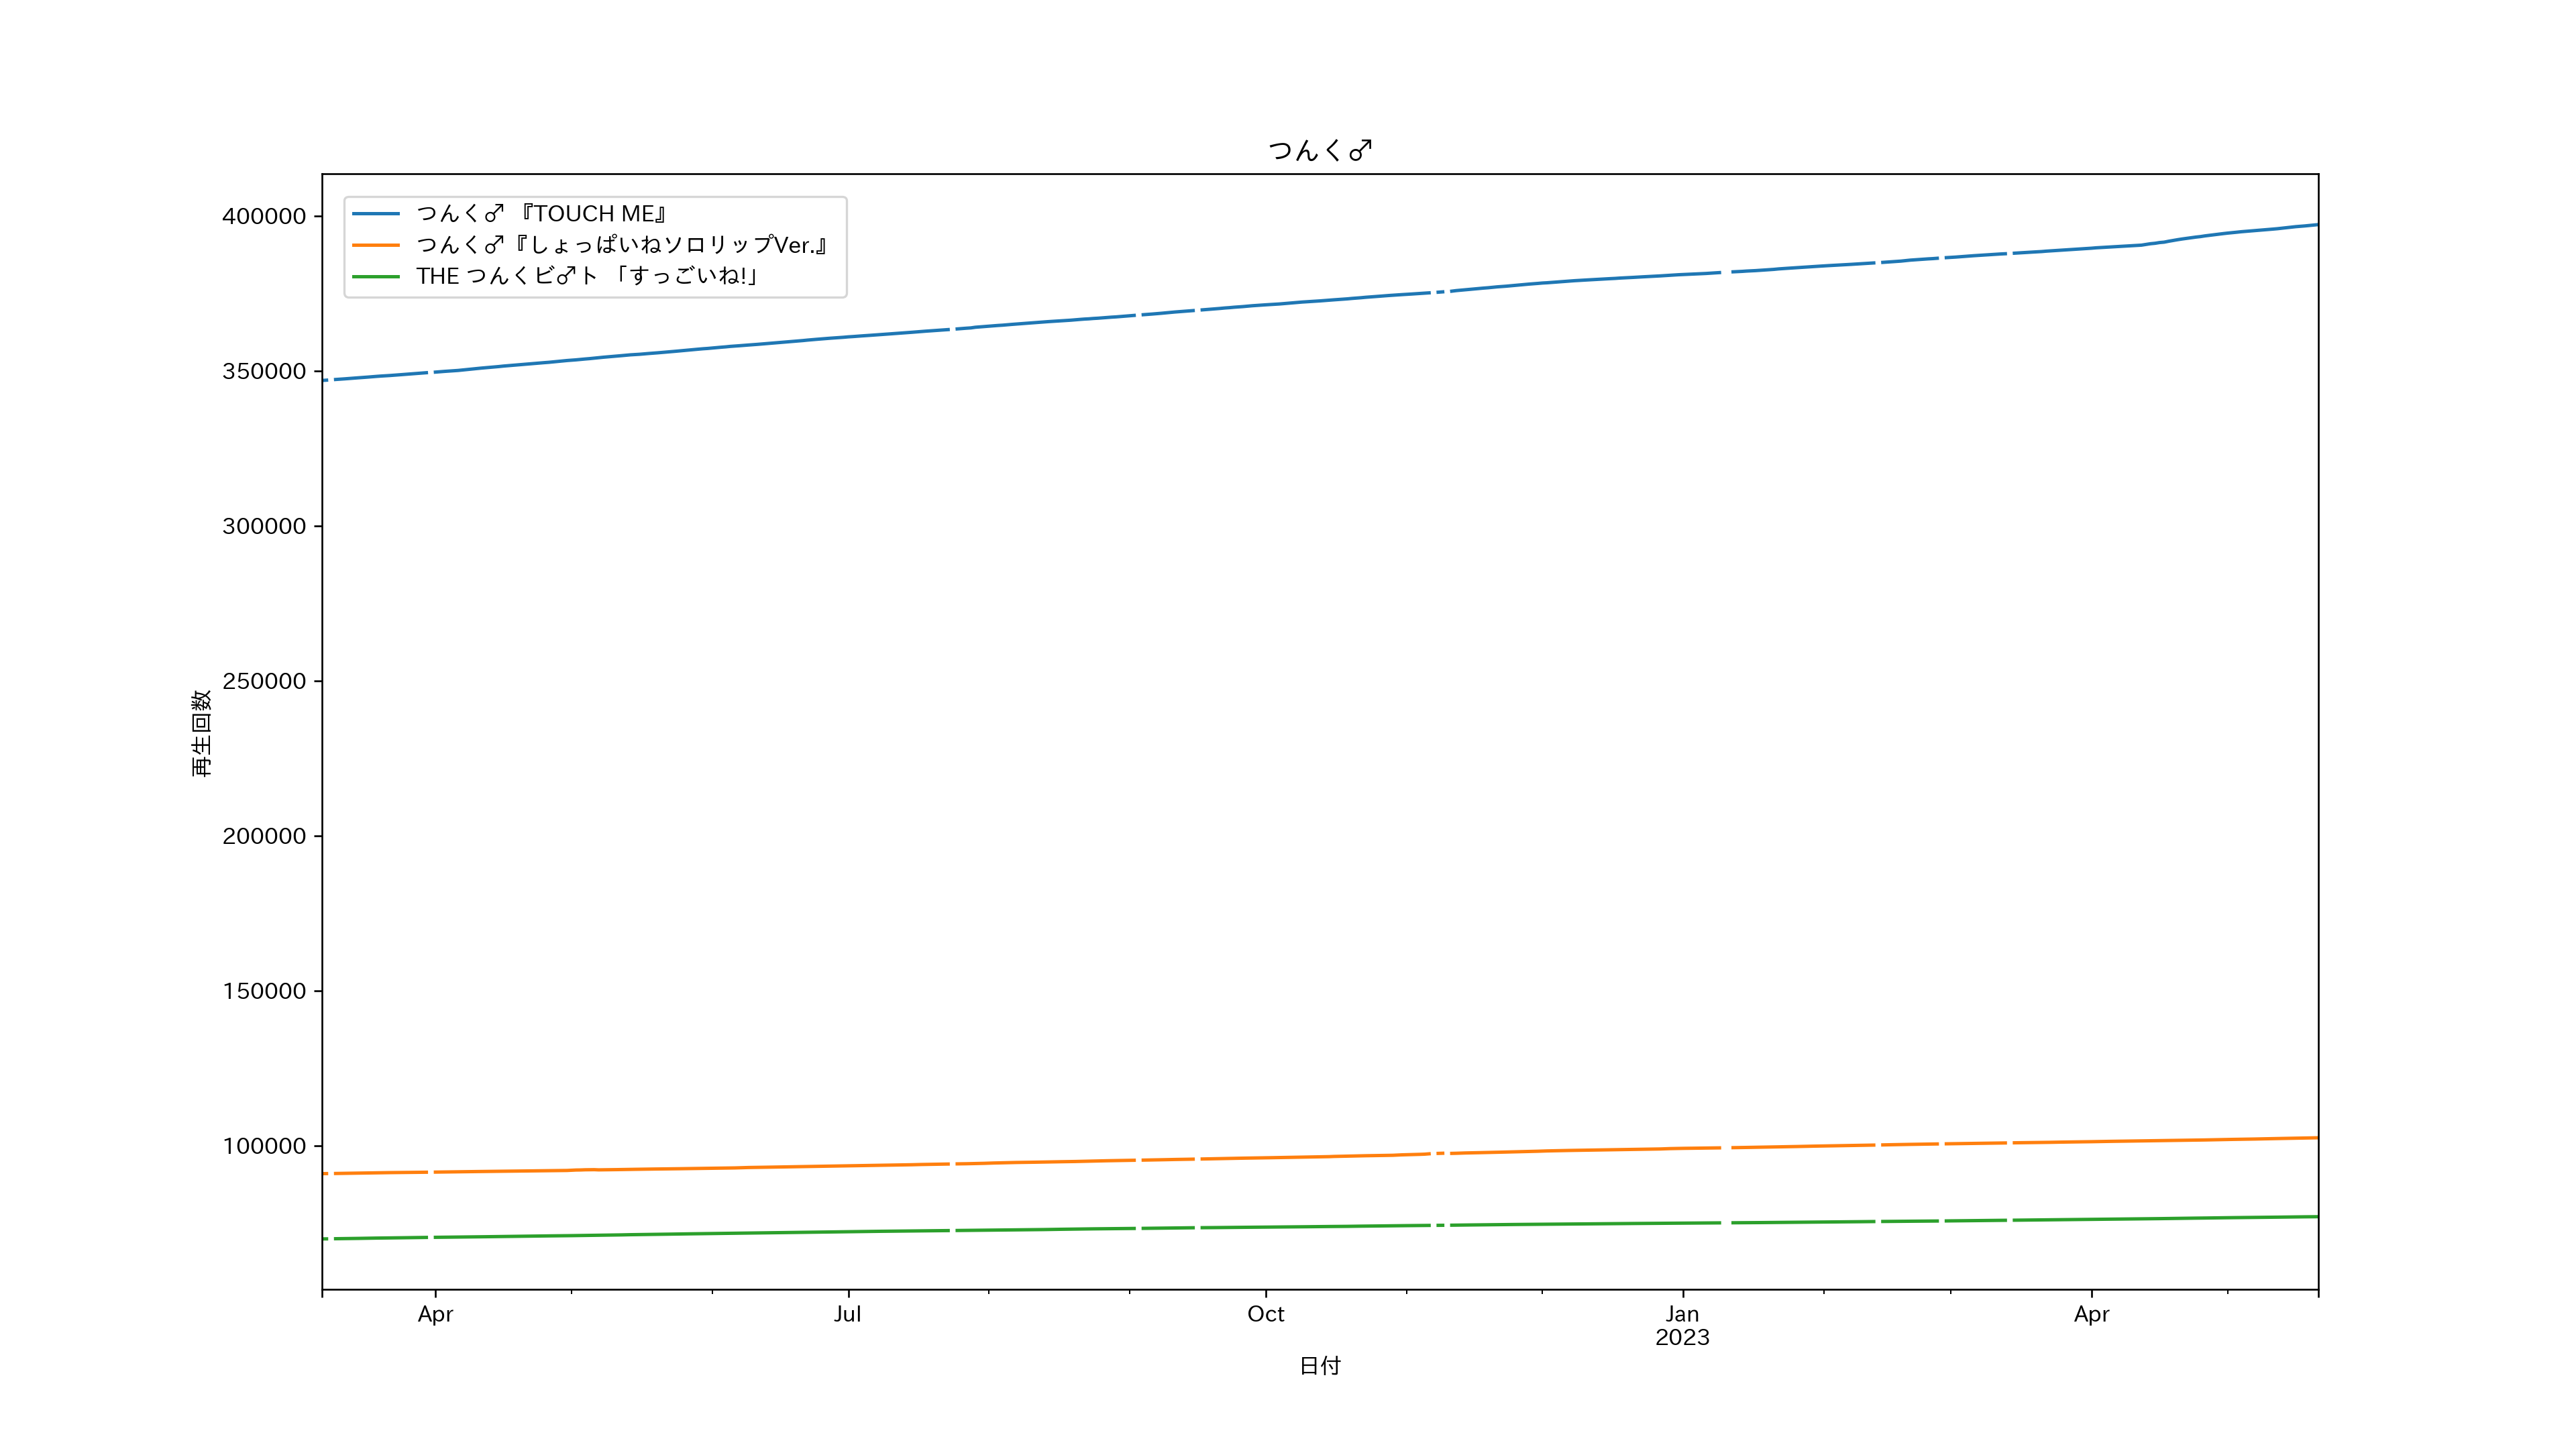 つんく♂
つんく♂ 『TOUCH ME』
つんく♂『しょっぱいねソロリップVer.』
THE つんくビ♂ト 「すっごいね!」
400000
350000
300000
250000
200000
150000
100000
再生回数
Apr
Jul
Oct
Jan
2023
Apr
日付